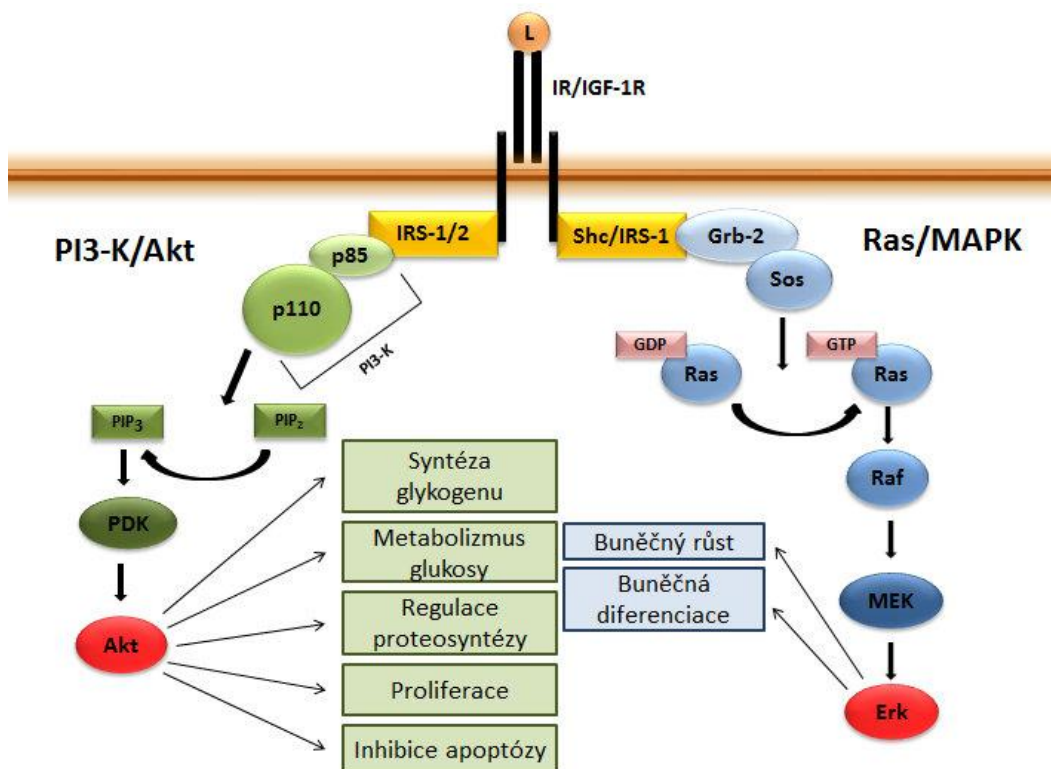 L
IR/IGF-1R
PI3-K/Akt
IRS-1/2
Shc/IRS-1
Grb-2
Ras/MAPK
p85
Sos
p110
PI3-K
GDP
Ras
GTP
Ras
PIP3
PIP2
Raf
PDK
MEK
Akt
Erk
Syntéza
glykogenu
Metabolizmus
glukosy
Regulace
proteosyntézy
Proliferace
Inhibice apoptózy
Buněčný růst
Buněčná
diferenciace